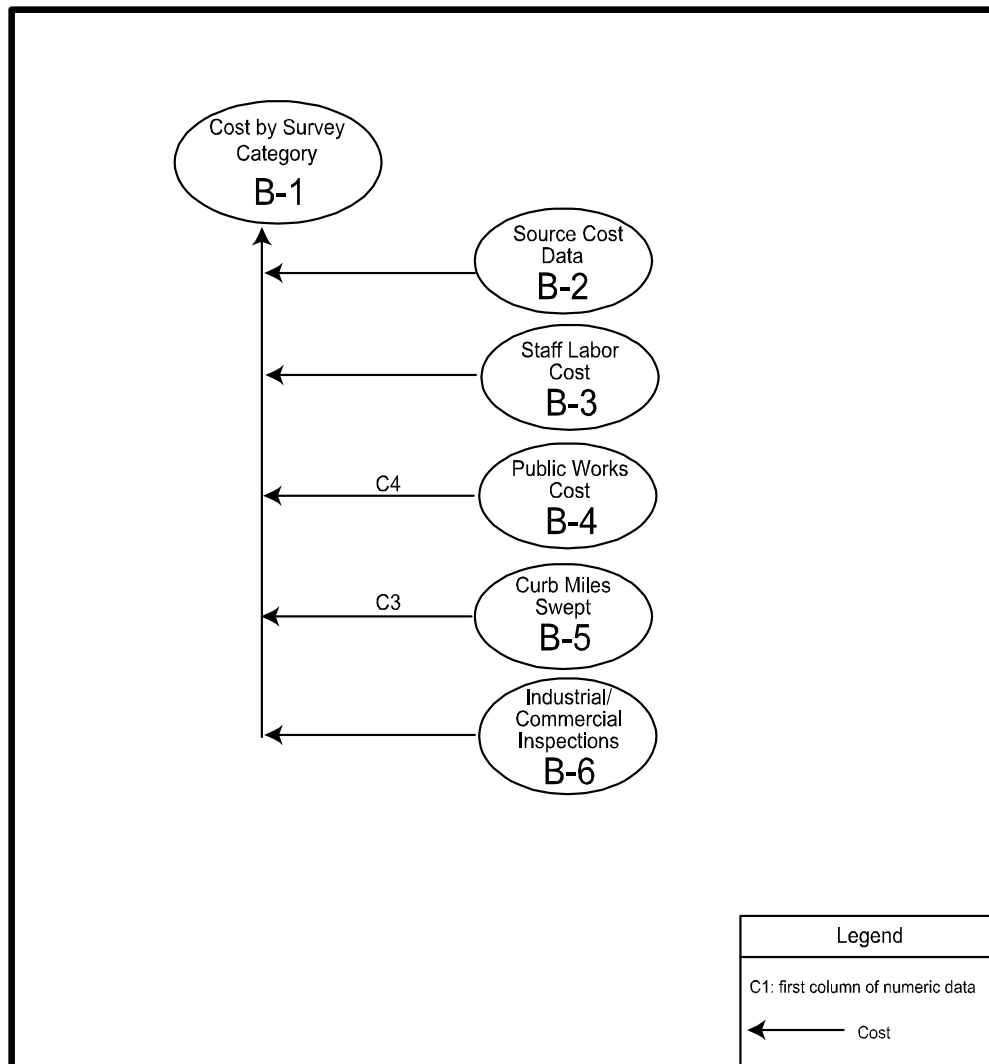 Cost by Survey
Category
B-1
Source Cost
Data
B-2
Staff Labor
Cost
B-3
C4
Public Works
Cost
B-4
C3
Curb Miles
Swept
B-5
Industrial/
Commercial
Inspections
B-6
Legend
C1: first column of numeric data
Cost